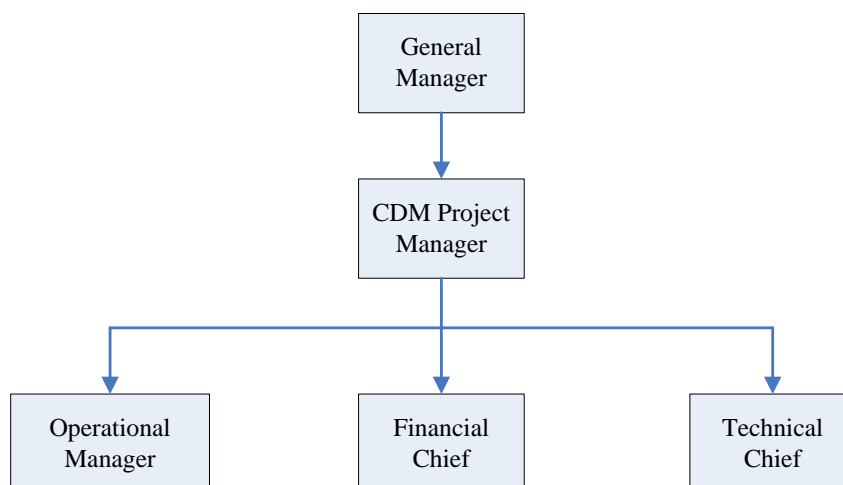 General
Manager
CDM Project
Manager
Operational
Manager
Financial
Chief
Technical
Chief